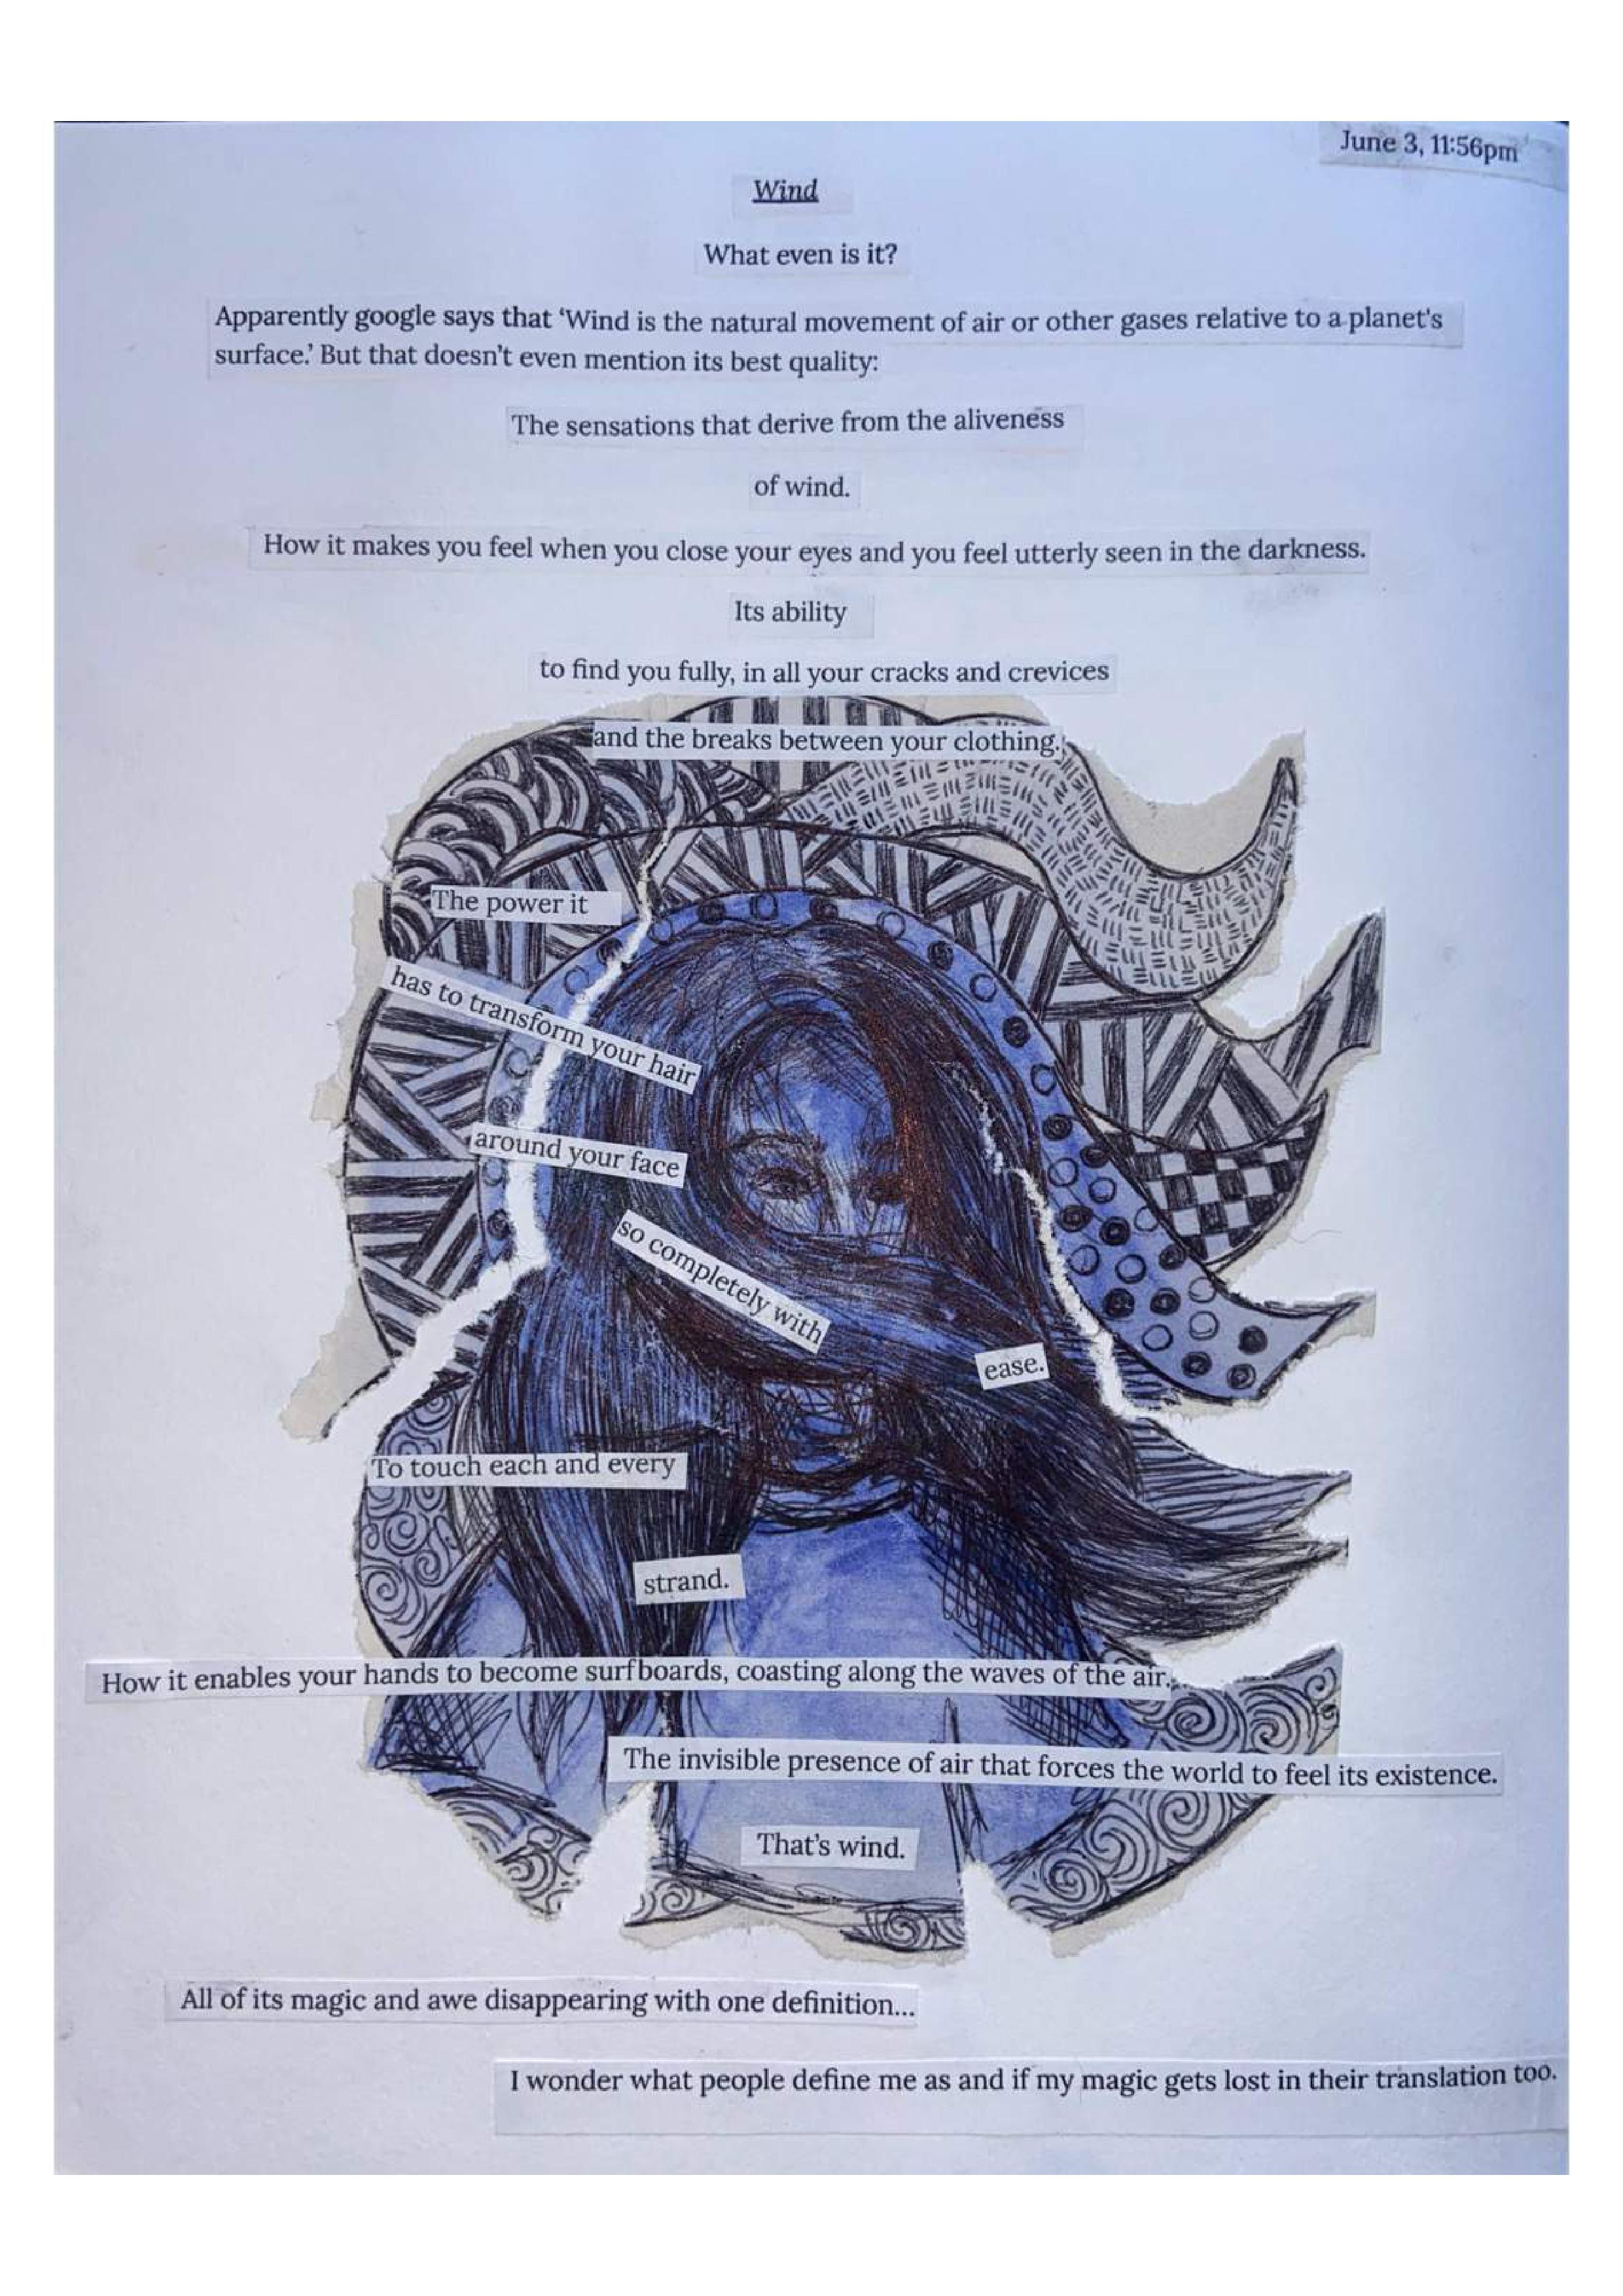 June 3, 11:56pm
Wind
What even is it?
Apparently google says that ‘Wind is the natural movement of air or other gases relative to a planet's
surface.’ But that doesn't even mention its best quality:
The sensations that derive from the aliveness
of wind.
How it makes you feel when you close your eyes and you feel utterly seen in the darkness.
Its ability
to find you fully, in all your cracks and crevices
and the breaks between your clothing.
The power it
has to transform your hair
around your face
so completely with
ease.
To touch each and every
strand.
How it enables your hands to become surfboards, coasting along the waves of the air.
The invisible presence of air that forces the world to feel its existence.
That’s wind.
All of its magic and awe disappearing with one definition...
I wonder what people define me as and if my magic gets lost in their translation too.